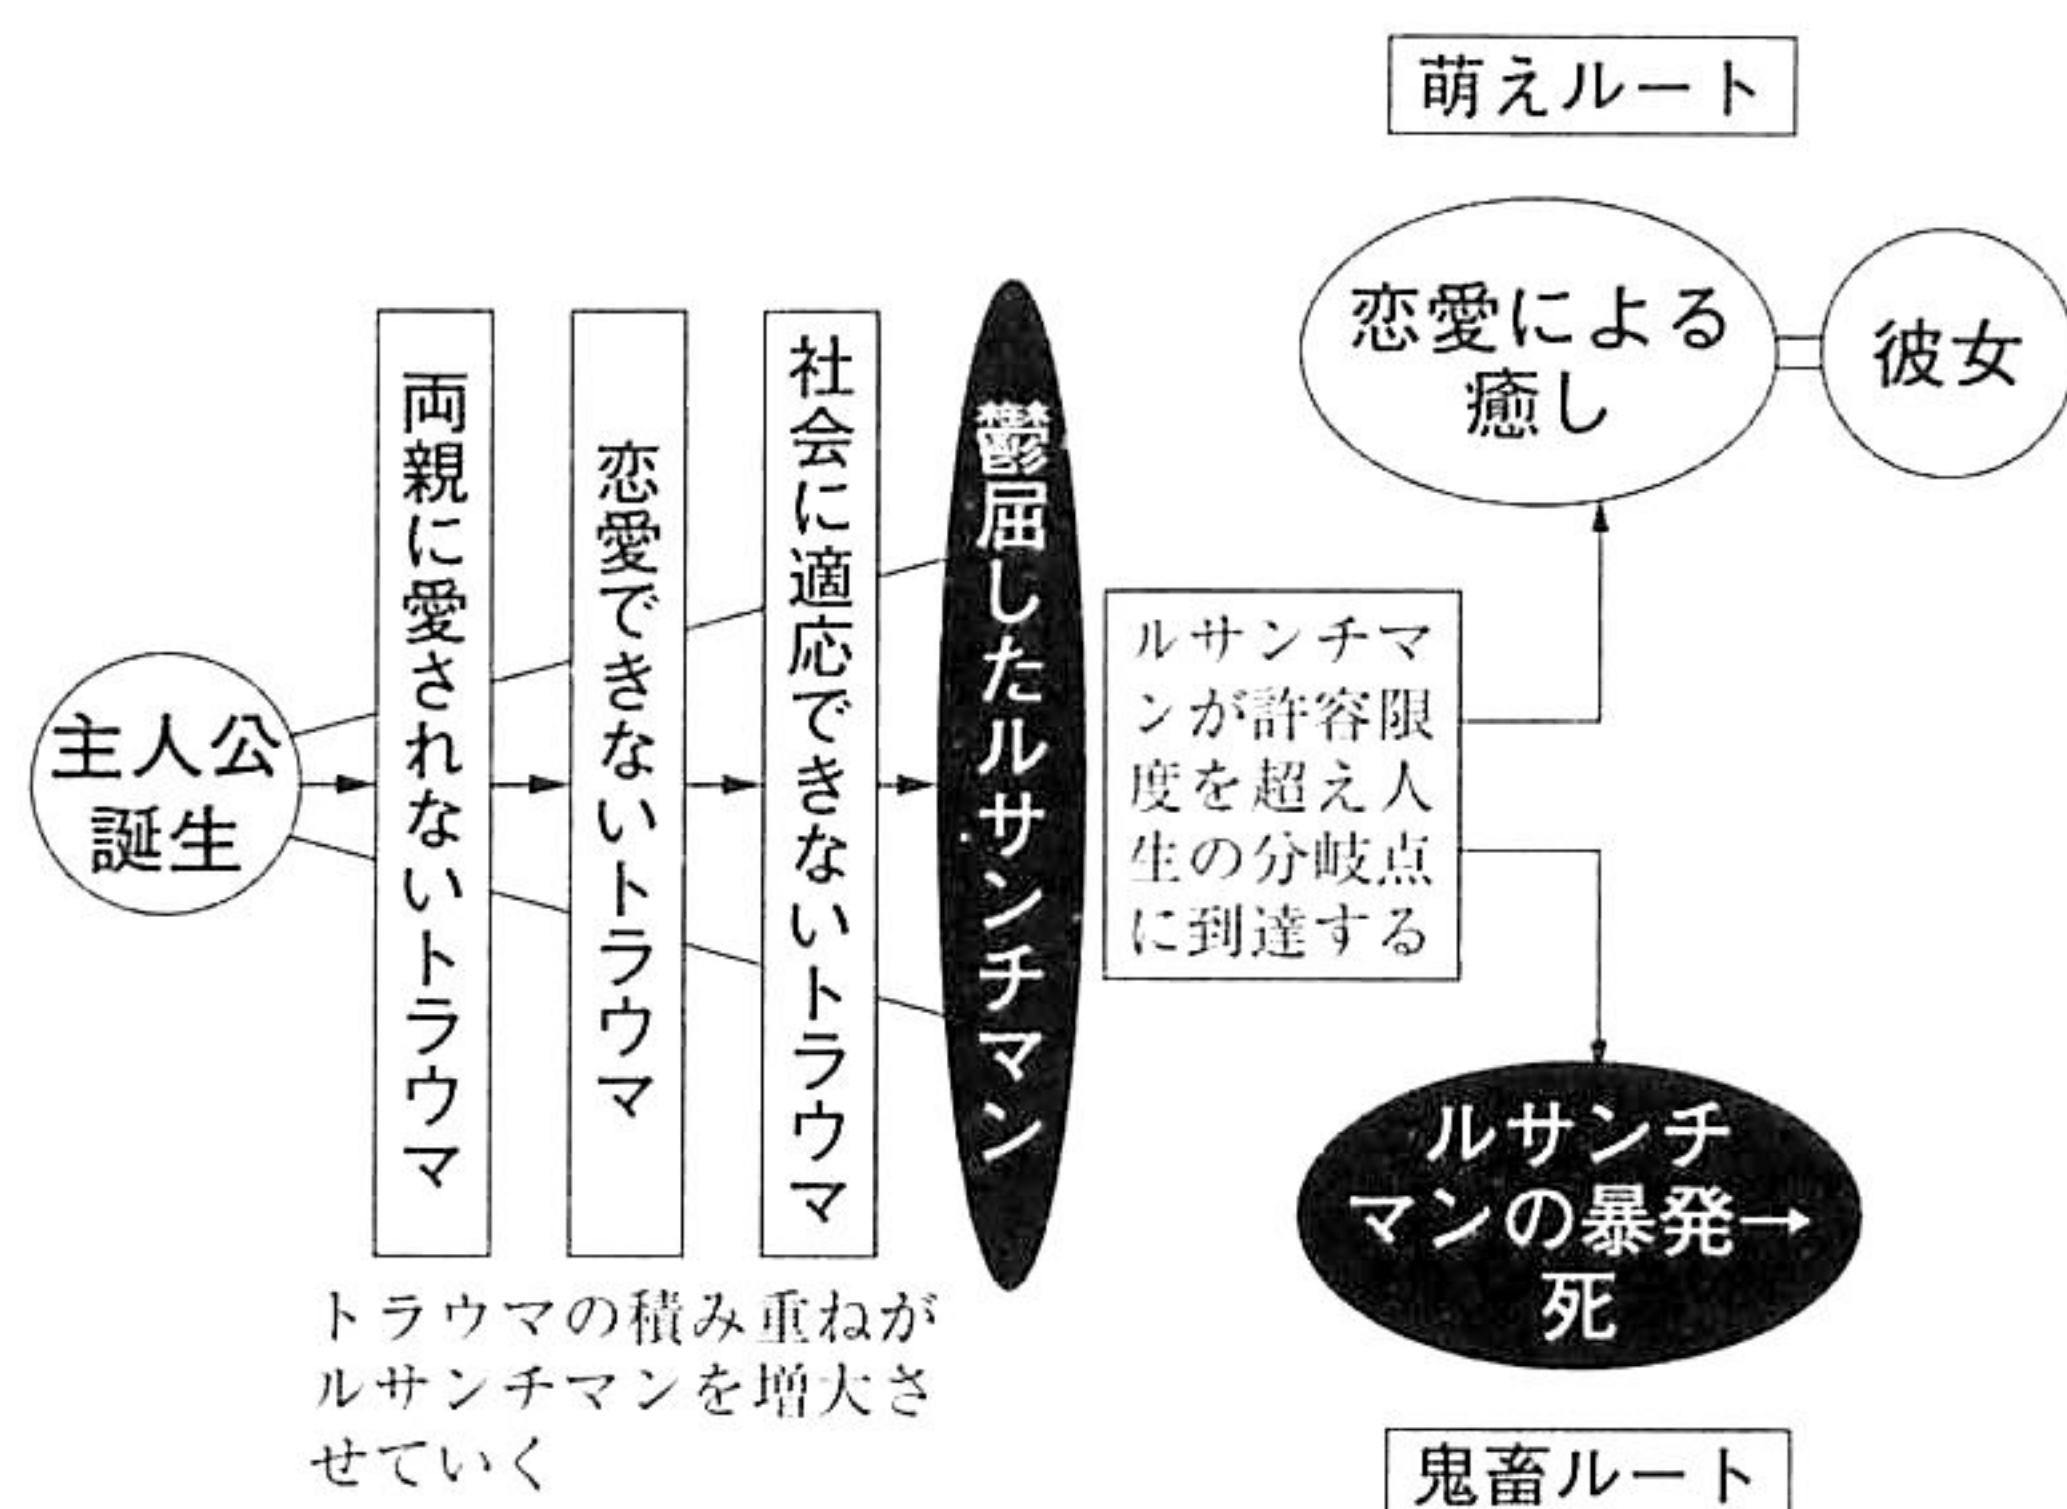 主人公
誕生
両親に愛されないトラウマ
恋愛できないトラウマ
社会に適応できないトラウマ
鬱屈したルサンチマン
トラウマの積み重ねが
ルサンチマンを増大さ
せていく
ルサンチマ
ンが許容限
度を超え人
生の分岐点
に到達する
萌えルート
恋愛による
癒し
彼女
ルサンチ
マンの暴発→
死
鬼畜ルート